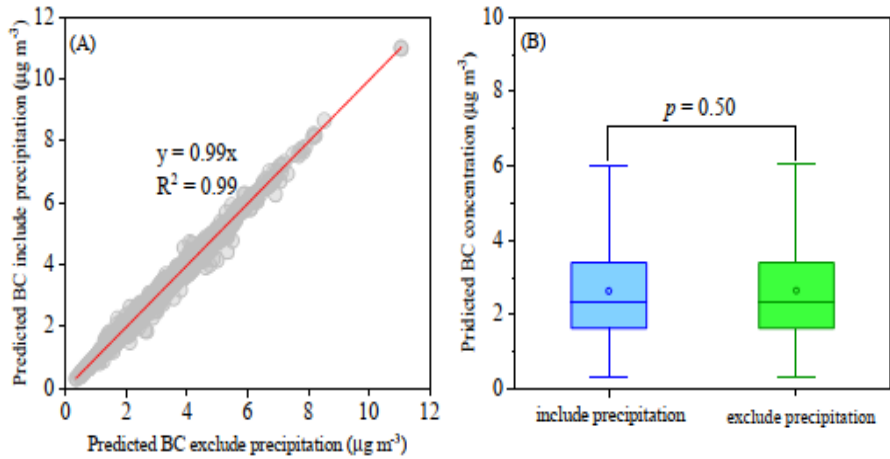 (A)
Predicted BC include precipitation (µg m⁻³)
12
10
8
6
4
2
0
y = 0.99x
R² = 0.99
0 2 4 6 8 10 12
Predicted BC exclude precipitation (µg m⁻³)
(B)
Pridicted BC concentration (µg m⁻³)
10
8
6
4
2
0
p = 0.50
include precipitation exclude precipitation